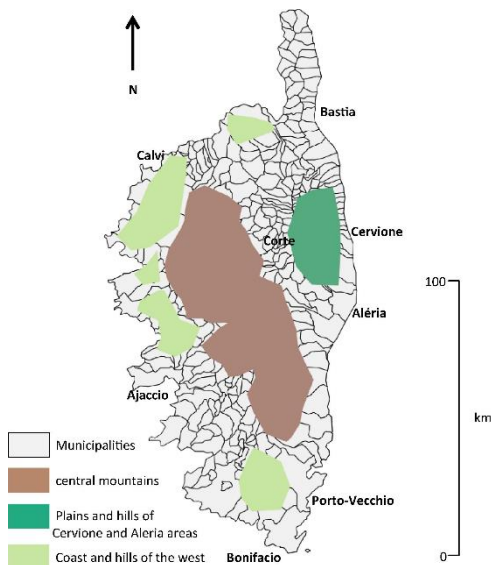 N
Bastia
Calvi
Corte
Cervione
100
Aléria
Ajaccio
km
Municipalities
central mountains
Porto-Vecchio
Plains and hills of
Cervione and Aleria areas
Coast and hills of the west
Bonifacio
0